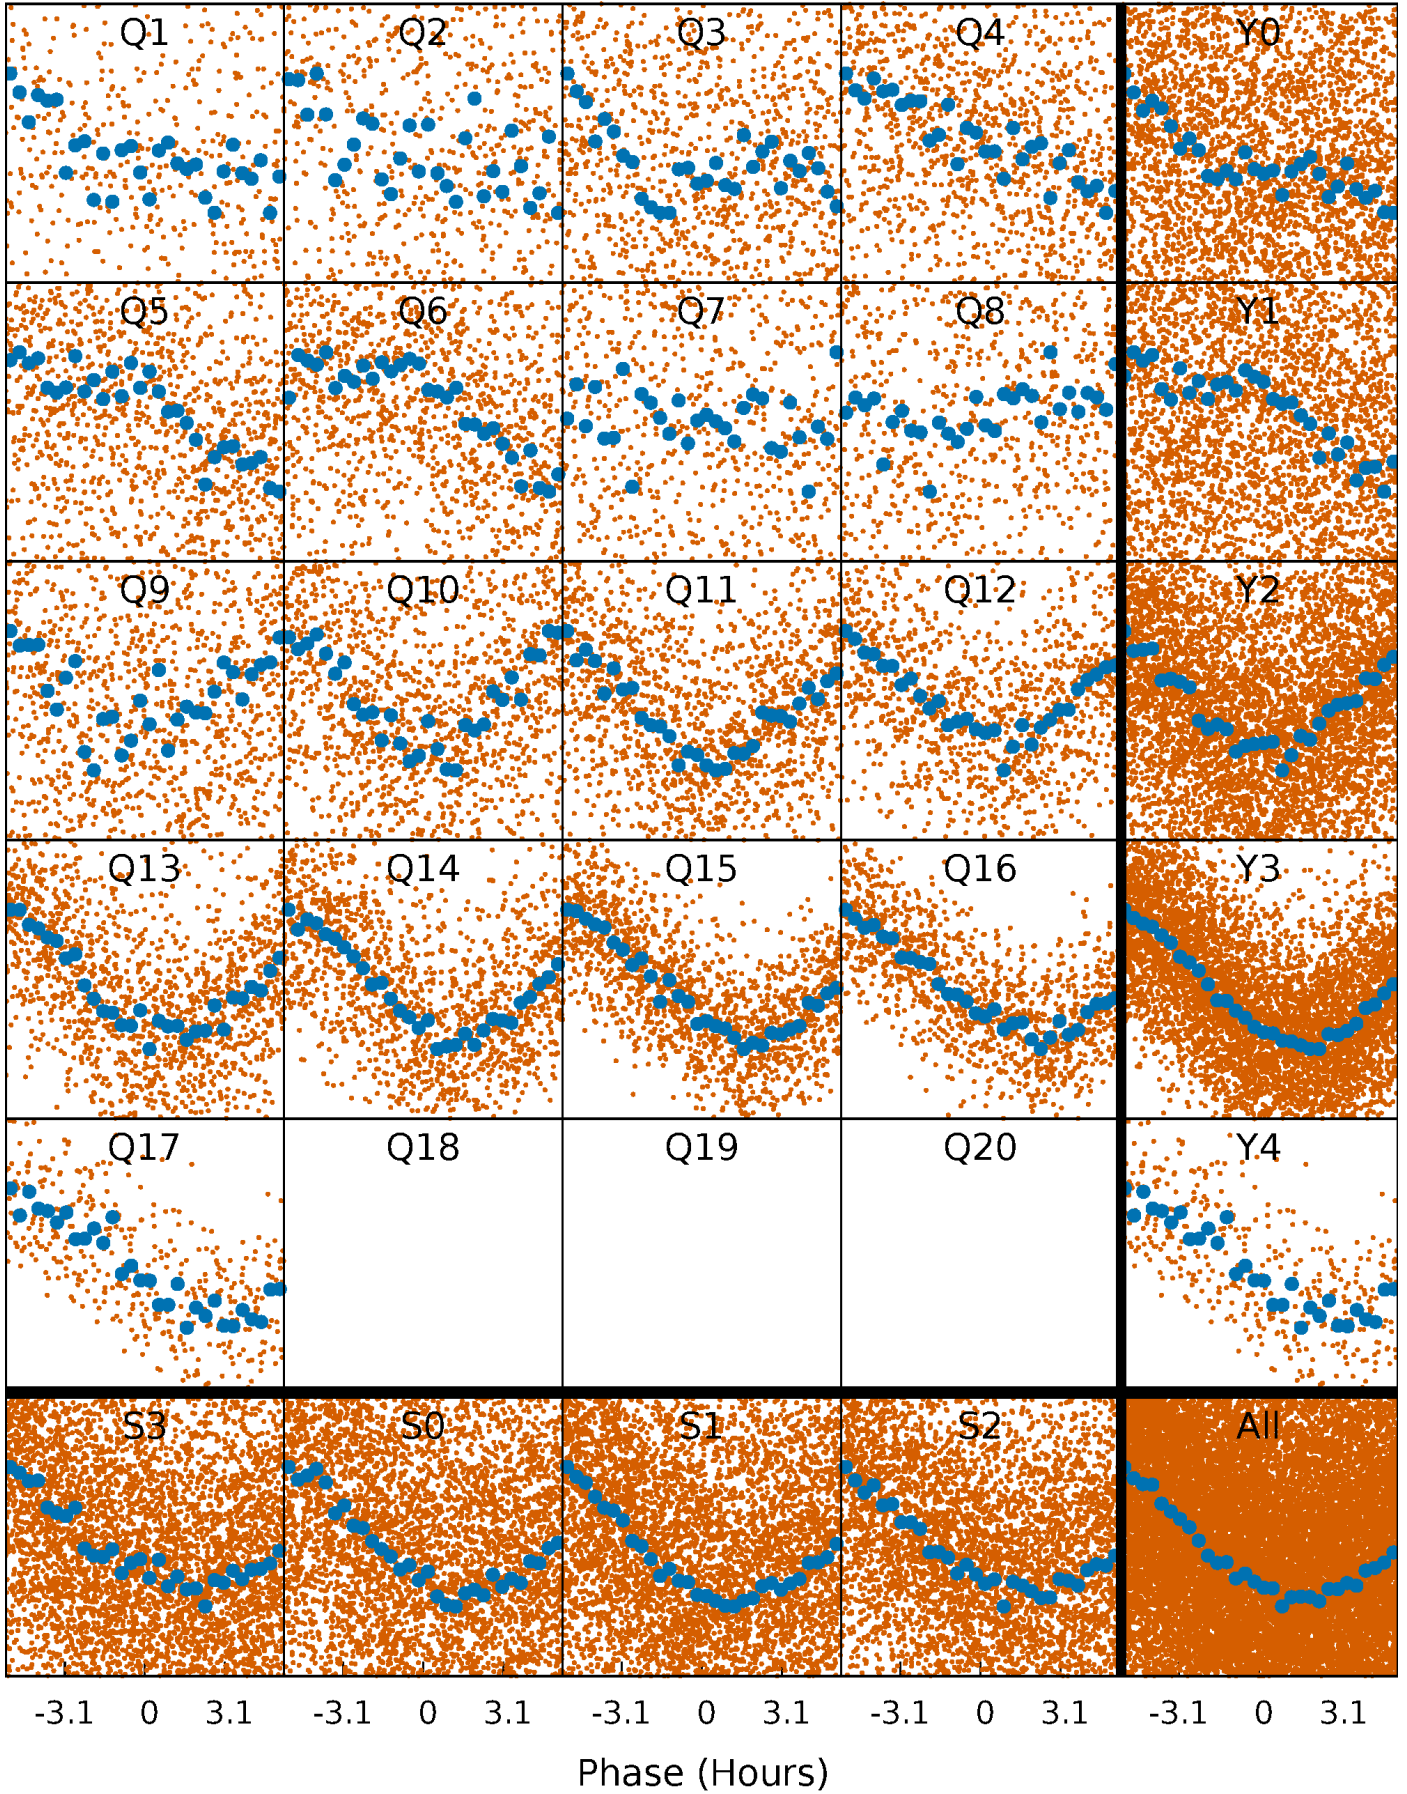 Q1 Q2 Q3 Q4 Y0
Q5 Q6 Q7 Q8 Y1
Q9 Q10 Q11 Q12 Y2
Q13 Q14 Q15 Q16 Y3
Q17 Q18 Q19 Q20 Y4
S3 S0 S1 S2 All
-3.1 0 3.1 -3.1 0 3.1 -3.1 0 3.1 -3.1 0 3.1 -3.1 0 3.1
Phase (Hours)